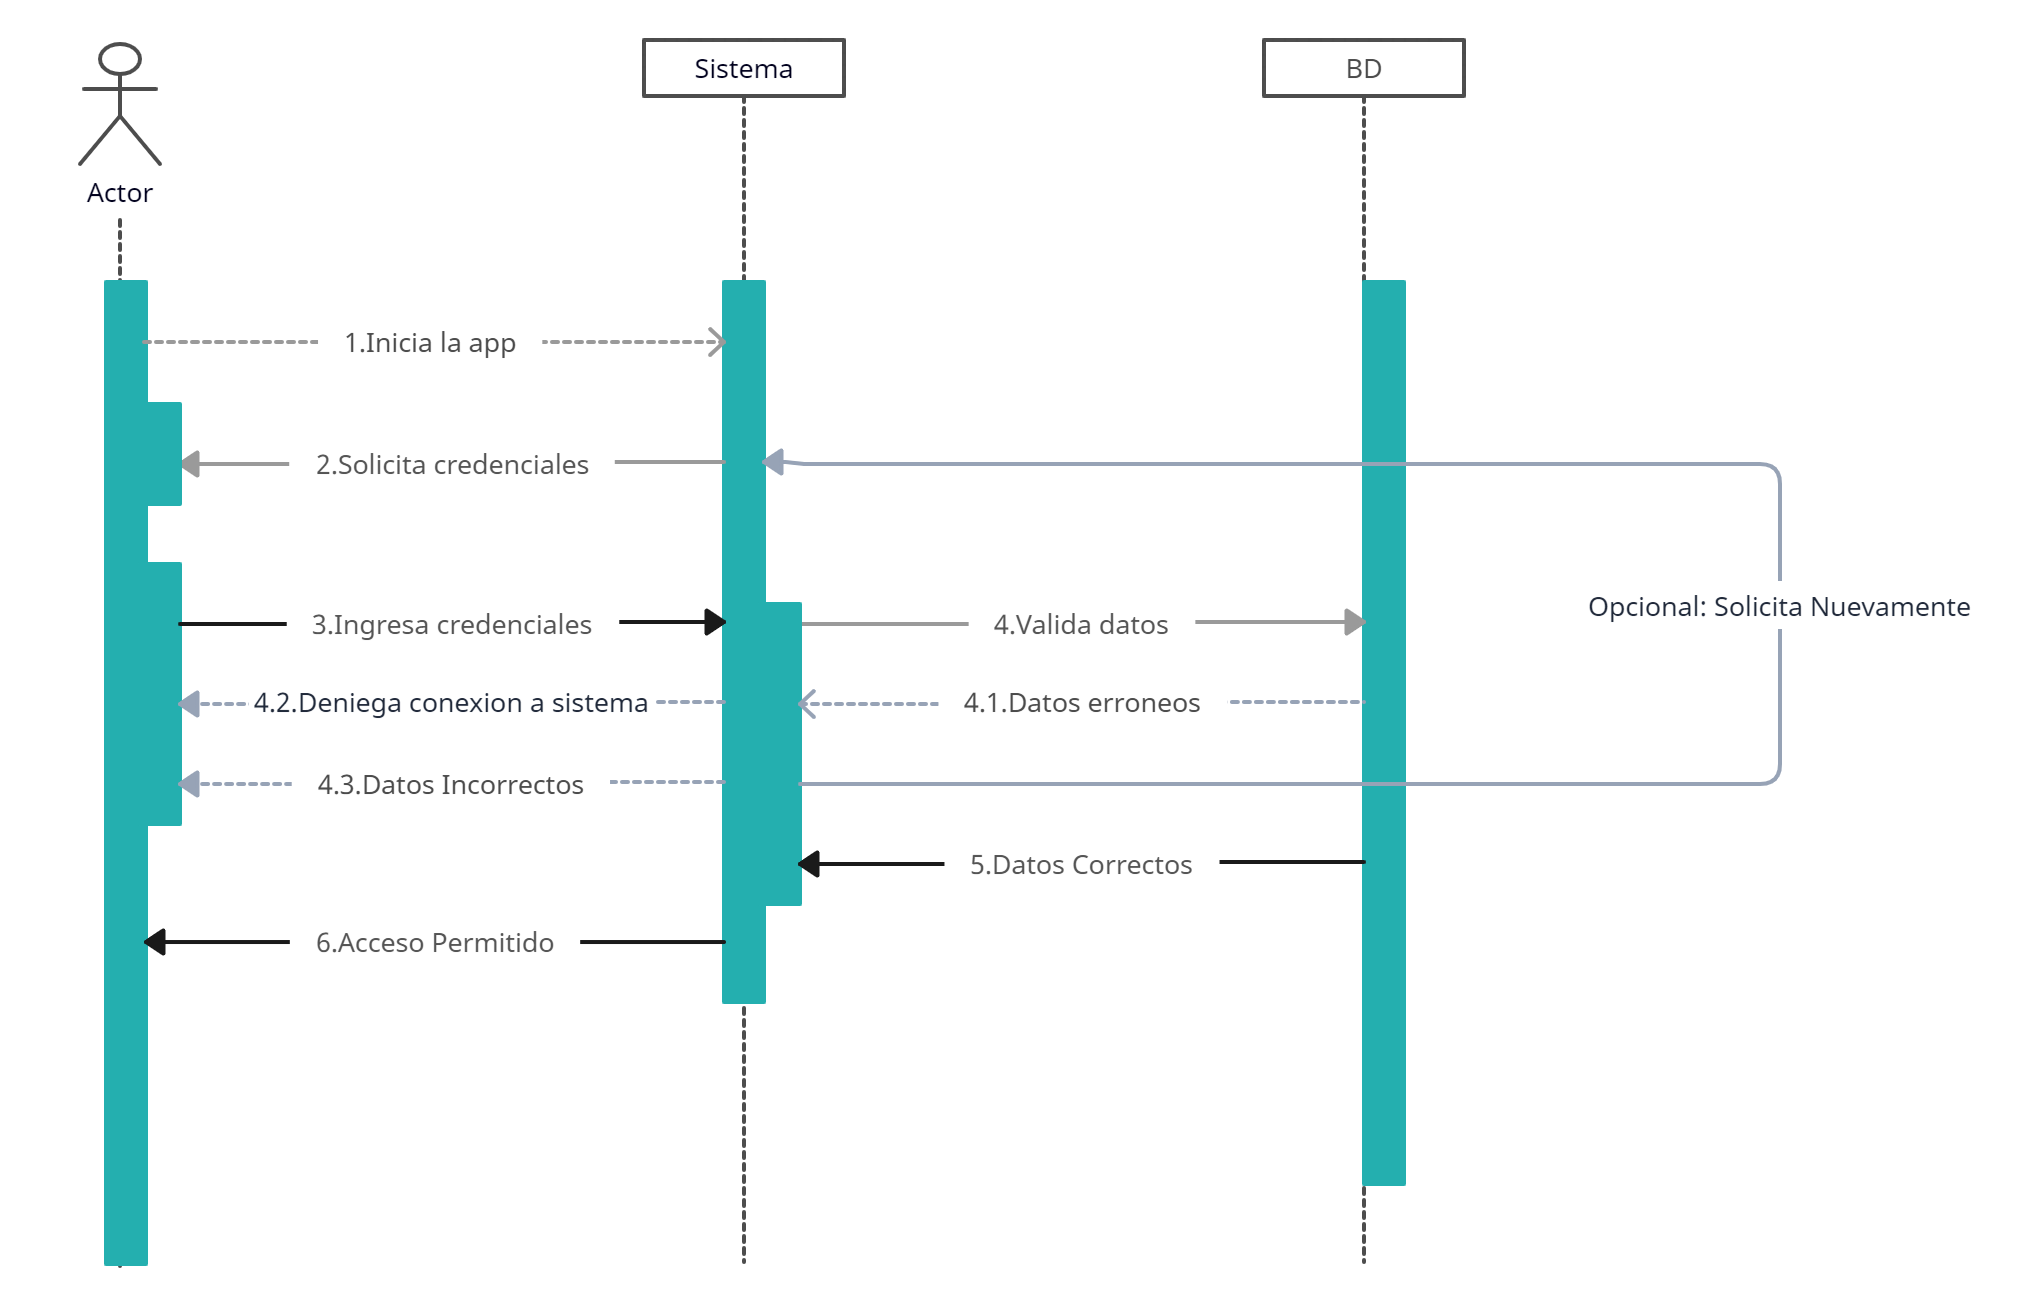 Sistema
BD
Actor
1.Inicia la app
2.Solicita credenciales
Opcional: Solicita Nuevamente
3.Ingresa credenciales
4.Valida datos
4.2.Deniega conexion a sistema
4.1.Datos erroneos
4.3.Datos Incorrectos
5.Datos Correctos
6.Acceso Permitido